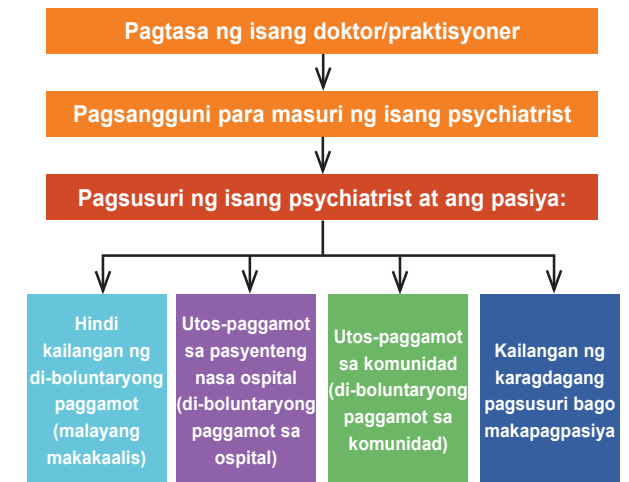 Pagtasa ng isang doktor/praktisyoner
Pagsangguni para masuri ng isang psychiatrist
Pagsusuri ng isang psychiatrist at ang pasiya:
Hindi
kailangan ng
di-boluntaryong
paggamot
(malayang
makakaalis)
Utos-paggamot
sa pasyenteng
nasa ospital
(di-boluntaryong
paggamot sa
ospital)
Utos-paggamot
sa komunidad
(di-boluntaryong
paggamot sa
komunidad)
Kailangan ng
karagdagang
pagsusuri bago
makapagpasiya